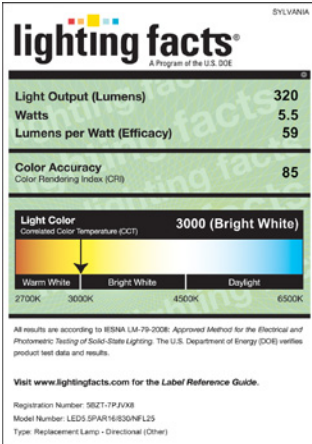 SYLVANIA
lighting facts®
A Program of the U.S. DOE
Light Output (Lumens) 320
Watts 5.5
Lumens per Watt (Efficacy) 59
Color Accuracy 85
Color Rendering Index (CRI)
Light Color
Correlated Color Temperature (CCT)
3000 (Bright White)
Warm White Bright White Daylight
2700K 3000K 4500K 6500K
All results are according to IESNA LM-79-2008: Approved Method for the Electrical and
Photometric Testing of Solid-State Lighting. The U.S. Department of Energy (DOE) verifies
product test data and results.
Visit www.lightingfacts.com for the Label Reference Guide.
Registration Number: 5BZT-7PJVX8
Model Number: LED5.5PAR16/830/NFL25
Type: Replacement Lamp - Directional (Other)